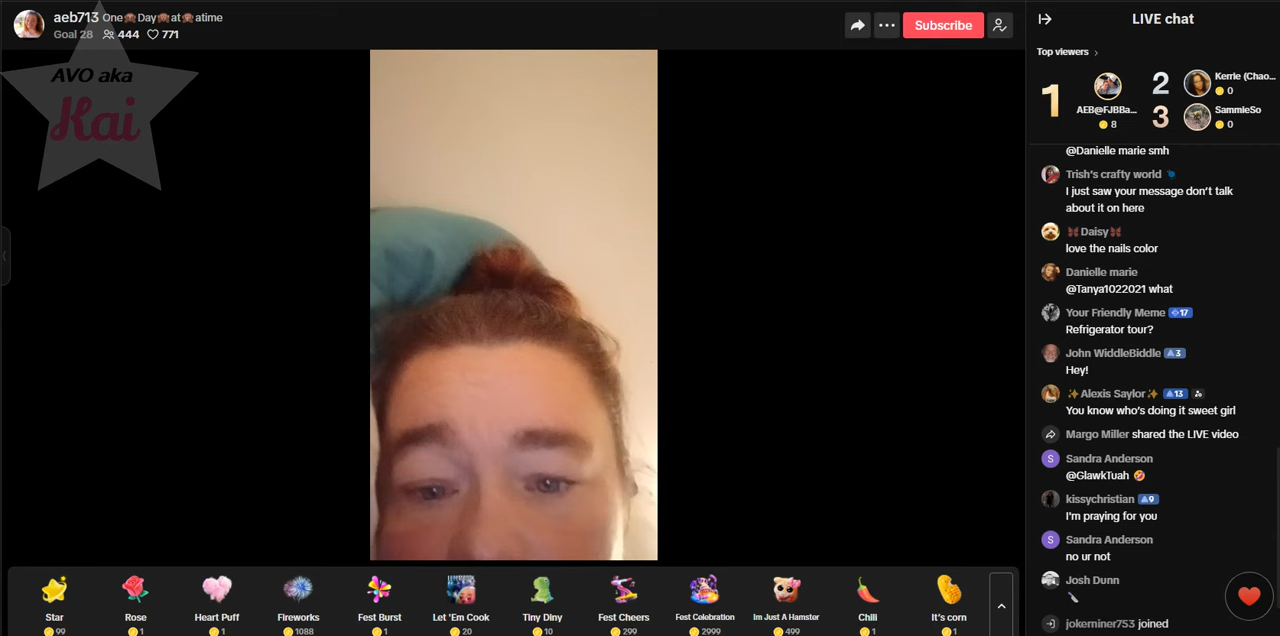 aeb713 One🙈Day🙈at🙈atime
Goal 28 444 771
AVO aka
Kai
Subscribe
LIVE chat
Top viewers
1
AEB@FJBBa...
8
2
Kerrie (Chao...
0
3
SammieSo
0
@Danielle marie smh
Trish's crafty world
I just saw your message don't talk
about it on here
Daisy
love the nails color
Danielle marie
@Tanya1022021 what
Your Friendly Meme 17
Refrigerator tour?
John WiddleBiddle 3
Hey!
✨Alexis Saylor✨ 13
You know who's doing it sweet girl
Margo Miller shared the LIVE video
S Sandra Anderson
@GlawkTuah 🤣
kissychristian 9
I'm praying for you
S Sandra Anderson
no ur not
Josh Dunn
jokeminer753 joined
Star
99
Rose
1
Heart Puff
1
Fireworks
1088
Fest Burst
1
Let 'Em Cook
20
Tiny Diny
10
Fest Cheers
299
Fest Celebration
2999
Im Just A Hamster
499
Chili
1
It's corn
1